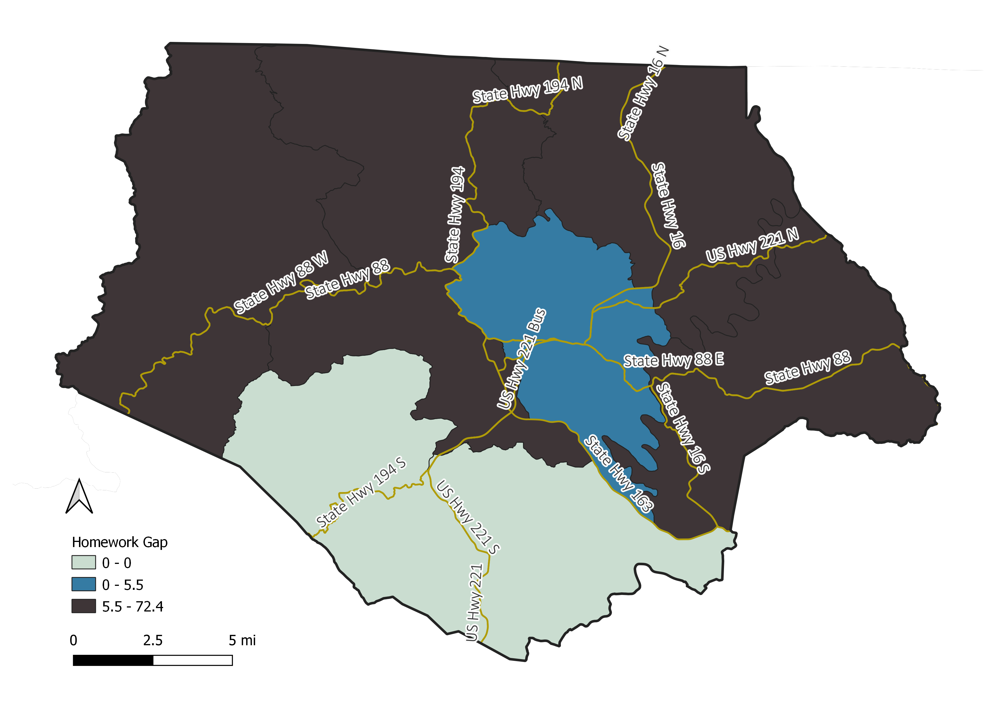 State Hwy 16 N
State Hwy 194 N
State Hwy 194
State Hwy 16
US Hwy 221 N
State Hwy 88 W
State Hwy 88
US Hwy 221 Bus
State Hwy 88 E
State Hwy 88
State Hwy 16 S
State Hwy 163
State Hwy 194 S
US Hwy 221 S
US Hwy 221
Homework Gap
0 - 0
0 - 5.5
5.5 - 72.4
0 2.5 5 mi